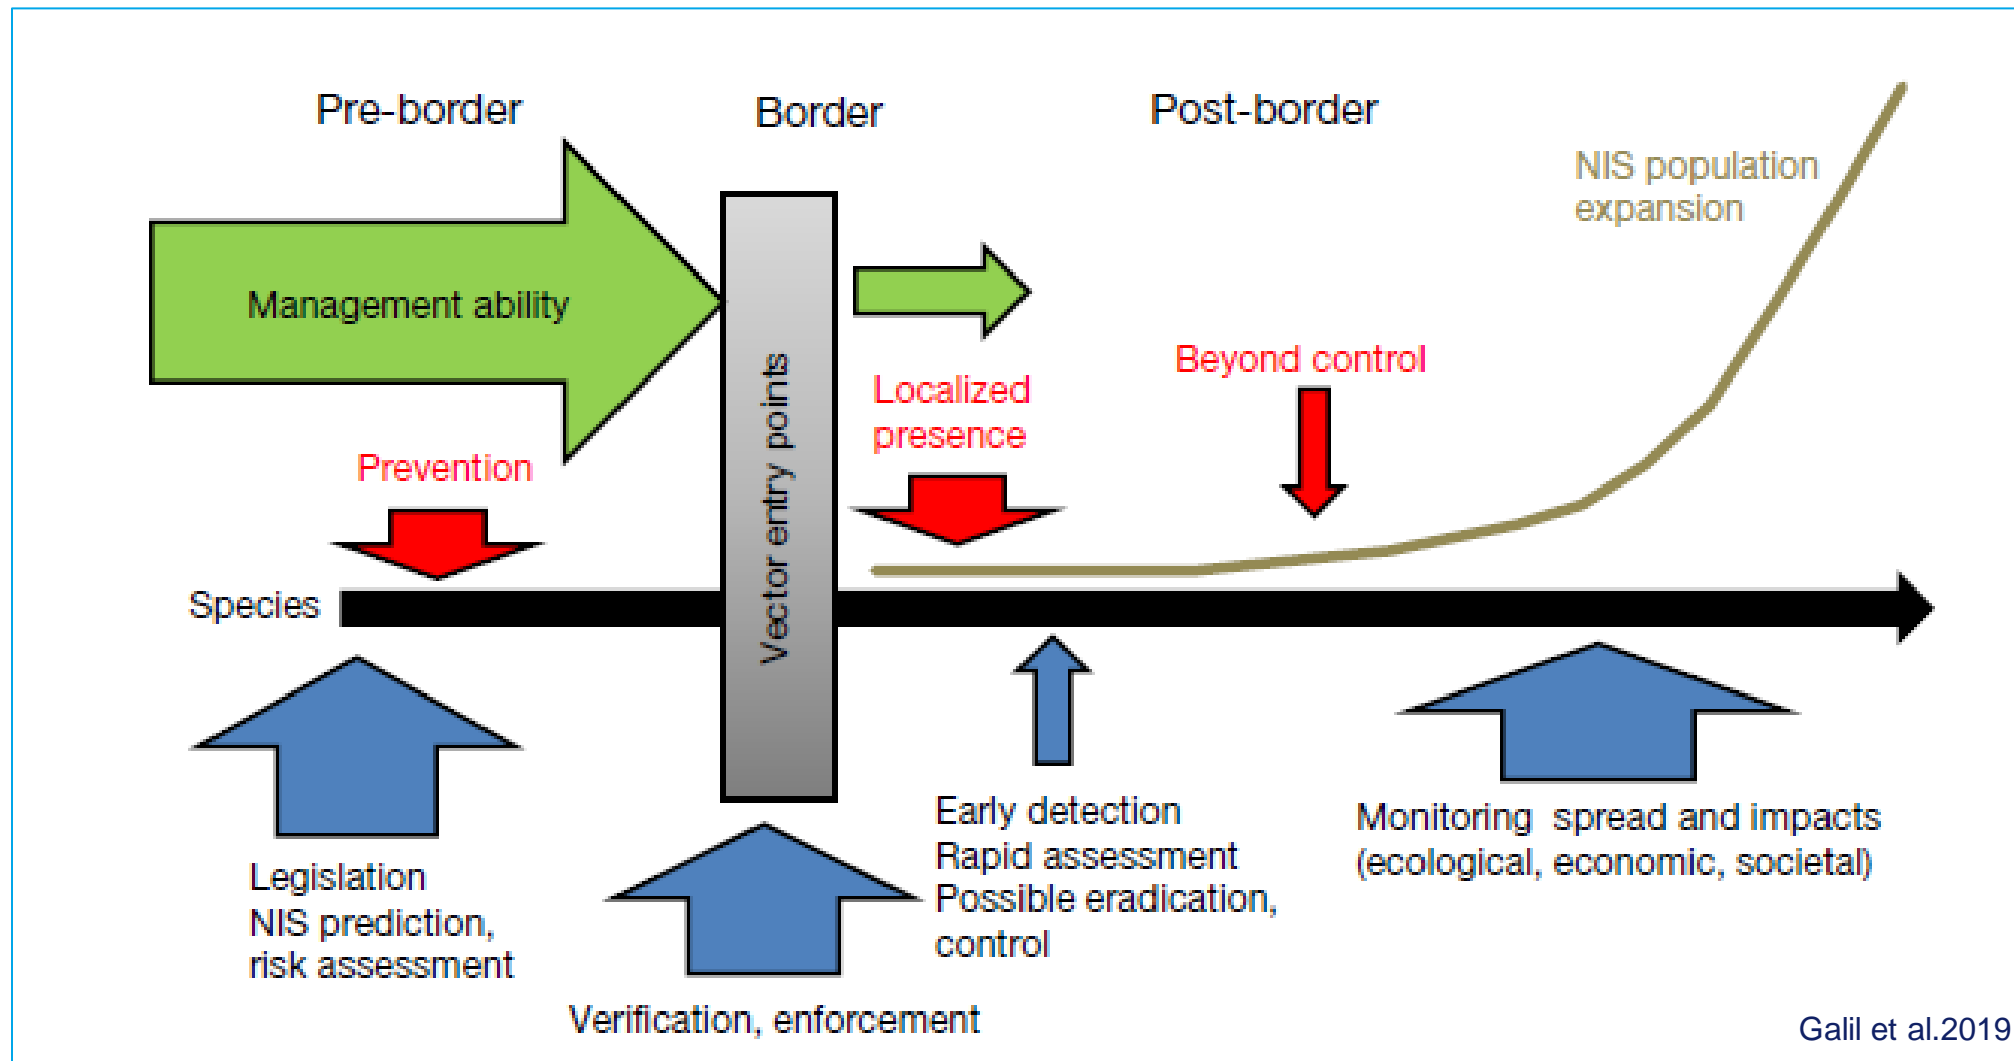 Pre-border
Border
Post-border
NIS population
expansion
Management ability
Vector entry points
Beyond control
Localized
presence
Prevention
Species
Legislation
NIS prediction,
risk assessment
Verification, enforcement
Early detection
Rapid assessment
Possible eradication,
control
Monitoring  spread and impacts
(ecological, economic, societal)
Galil et al.2019